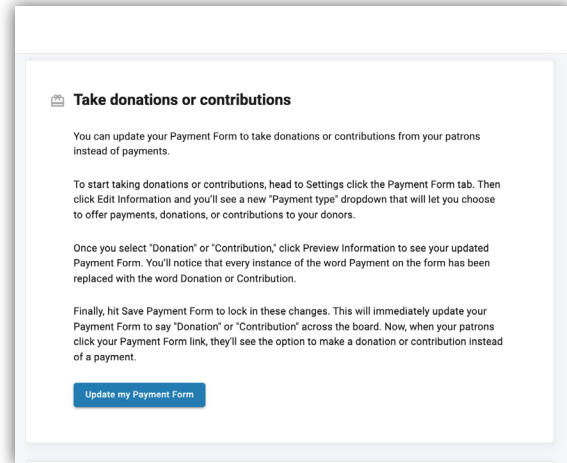 Take donations or contributions
You can update your Payment Form to take donations or contributions from your patrons
instead of payments.
To start taking donations or contributions, head to Settings click the Payment Form tab. Then
click Edit Information and you'll see a new "Payment type" dropdown that will let you choose
to offer payments, donations, or contributions to your donors.
Once you select "Donation" or "Contribution," click Preview Information to see your updated
Payment Form. You'll notice that every instance of the word Payment on the form has been
replaced with the word Donation or Contribution.
Finally, hit Save Payment Form to lock in these changes. This will immediately update your
Payment Form to say "Donation" or "Contribution" across the board. Now, when your patrons
click your Payment Form link, they'll see the option to make a donation or contribution instead
of a payment.
Update my Payment Form